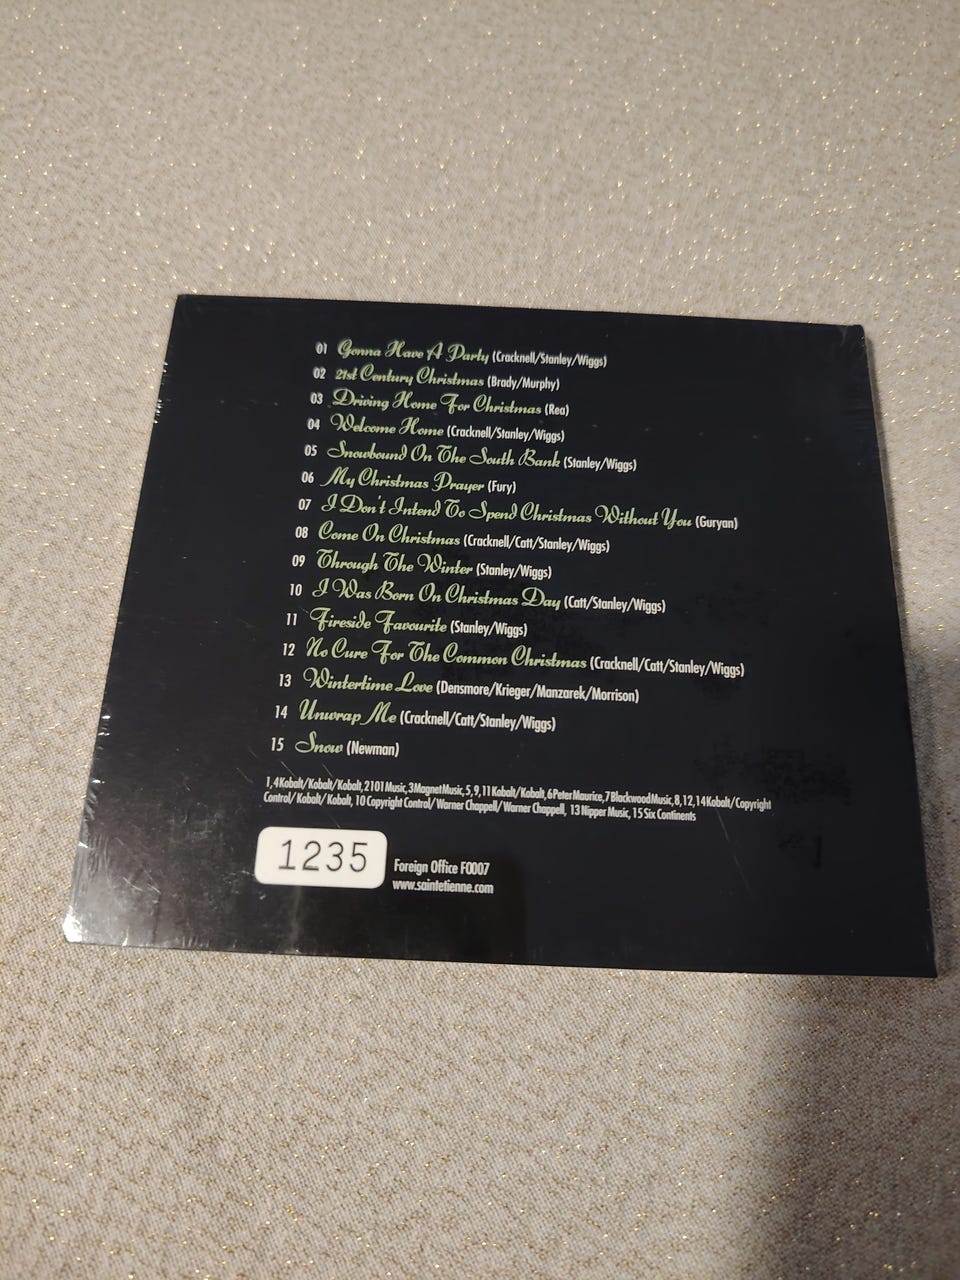 01 Gonna Have A Party (Cracknell/Stanley/Wiggs)
02 21st Century Christmas (Brady/Murphy)
03 Driving Home For Christmas (Rea)
04 Welcome Home (Cracknell/Stanley/Wiggs)
05 Snowbound On The South Bank (Stanley/Wiggs)
06 My Christmas Prayer (Fury)
07 I Don't Intend To Spend Christmas Without You (Guryan)
08 Come On Christmas (Cracknell/Catt/Stanley/Wiggs)
09 Through The Winter (Stanley/Wiggs)
10 I Was Born On Christmas Day (Catt/Stanley/Wiggs)
11 Fireside Favourite (Stanley/Wiggs)
12 No Cure For The Common Christmas (Cracknell/Catt/Stanley/Wiggs)
13 Wintertime Love (Densmore/Krieger/Manzarek/Morrison)
14 Unwrap Me (Cracknell/Catt/Stanley/Wiggs)
15 Snow (Newman)
1, 4 Kobalt/Kobalt/Kobalt, 2 101 Music, 3 Magnet Music, 5, 9, 11 Kobalt/Kobalt, 6 Peter Maurice, 7 Blackwood Music, 8, 12, 14 Kobalt/Copyright
Control/Kobalt/Kobalt, 10 Copyright Control/Warner Chappell/Warner Chappell, 13 Nipper Music, 15 Six Continents
1235
Foreign Office FO007
www.saintetienne.com